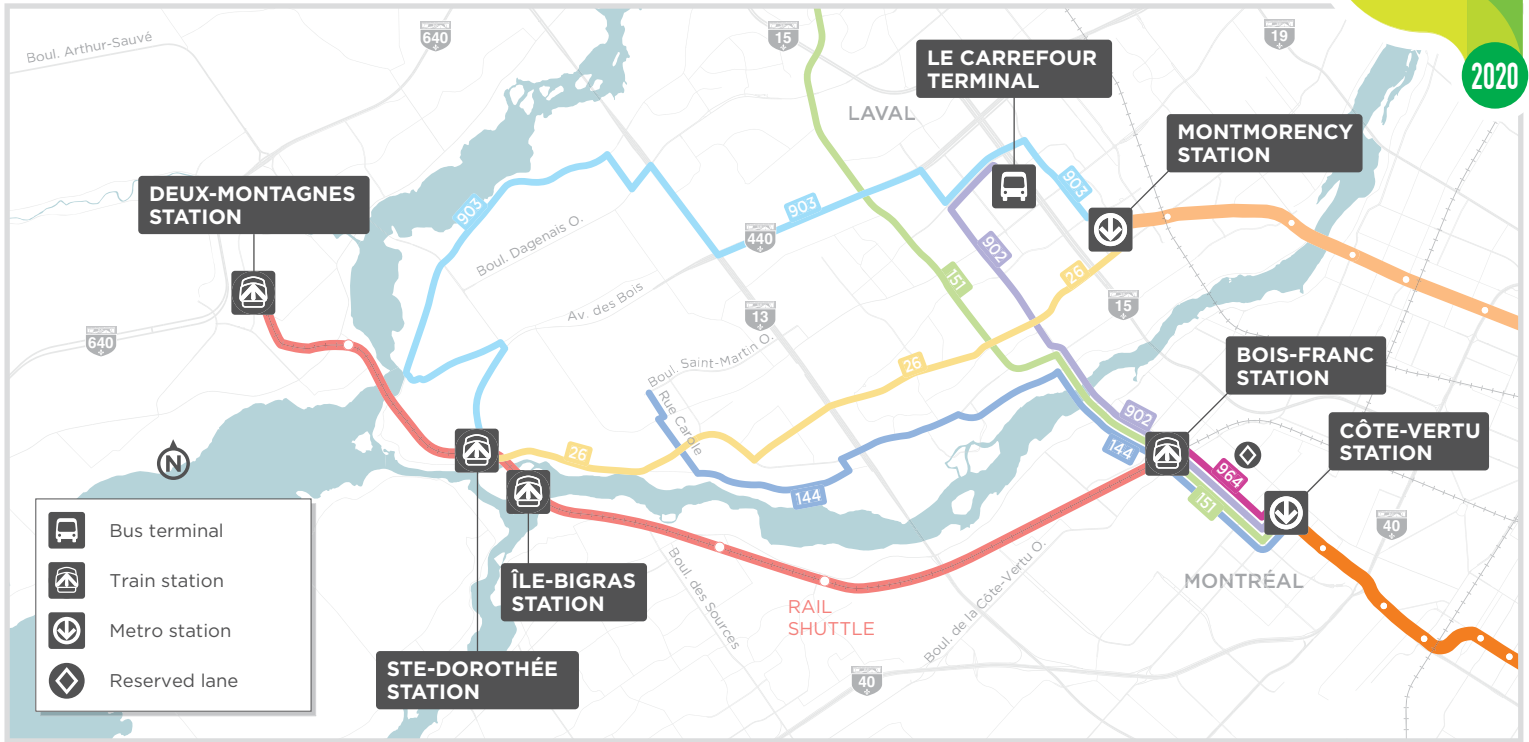 2020
Boul. Arthur-Sauvé
640
15
19
LE CARREFOUR
TERMINAL
LAVAL
MONTMORENCY
STATION
DEUX-MONTAGNES
STATION
903
903
903
Boul. Dagenais O.
440
902
Av. des Bois
151
26
640
13
15
Boul. Saint-Martin O.
26
BOIS-FRANC
STATION
Rue Carole
902
CÔTE-VERTU
STATION
N
26
144
964
144
151
40
Bus terminal
Train station
Metro station
Reserved lane
ÎLE-BIGRAS
STATION
Boul. des Sources
RAIL
SHUTTLE
Boul. de la Côte-Vertu O.
MONTRÉAL
STE-DOROTHÉE
STATION
40